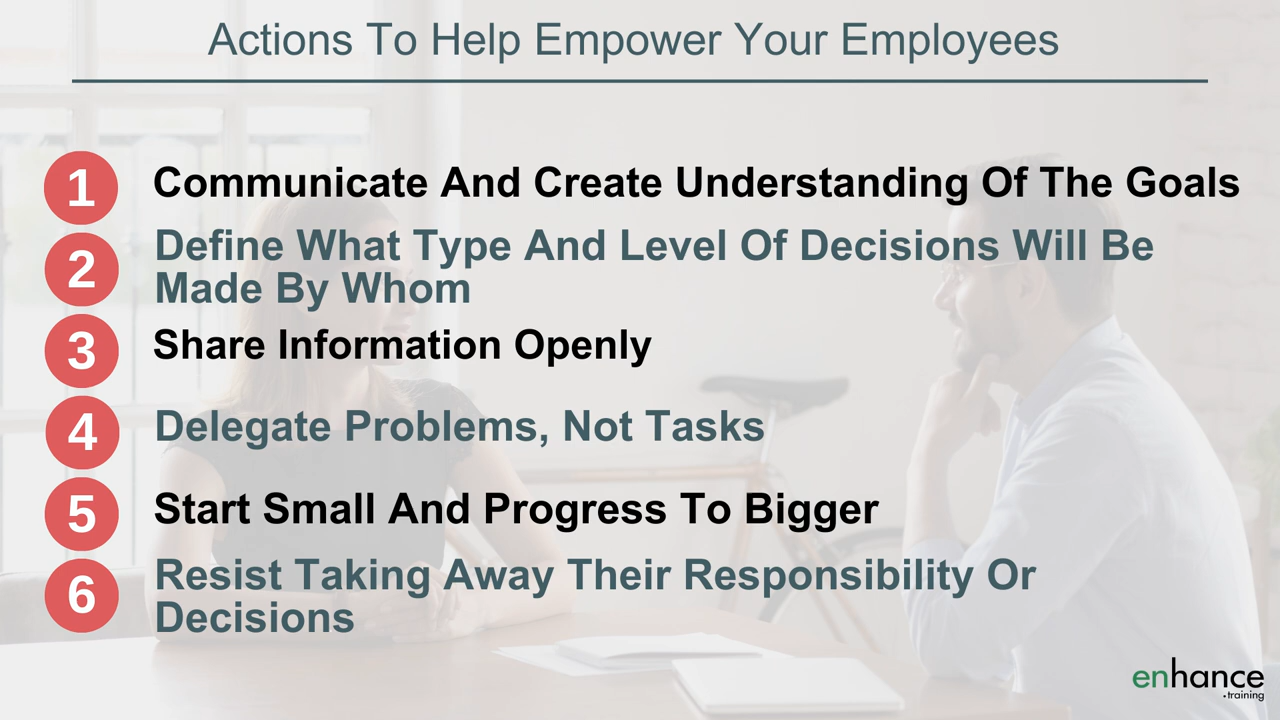 Actions To Help Empower Your Employees
1 Communicate And Create Understanding Of The Goals
2 Define What Type And Level Of Decisions Will Be
Made By Whom
3 Share Information Openly
4 Delegate Problems, Not Tasks
5 Start Small And Progress To Bigger
6 Resist Taking Away Their Responsibility Or
Decisions
enhance
.training